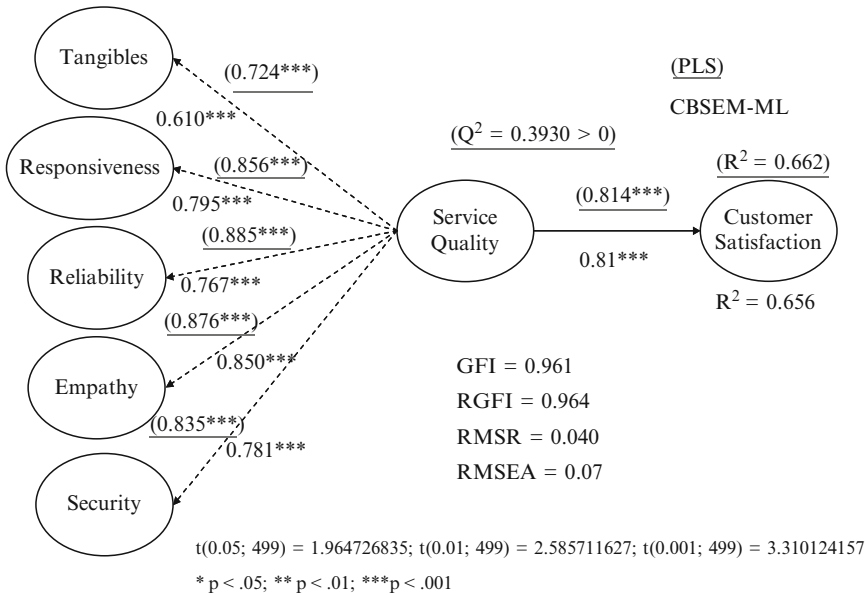 Tangibles
(0.724***)
0.610***
Responsiveness
(0.856***)
0.795***
Reliability
(0.885***)
0.767***
Empathy
(0.876***)
0.850***
Security
(0.835***)
0.781***
(Q² = 0.3930 > 0)
Service
Quality
(0.814***)
0.81***
(PLS)
CBSEM-ML
(R² = 0.662)
Customer
Satisfaction
R² = 0.656
GFI = 0.961
RGFI = 0.964
RMSR = 0.040
RMSEA = 0.07
t(0.05; 499) = 1.964726835; t(0.01; 499) = 2.585711627; t(0.001; 499) = 3.310124157
* p < .05; ** p < .01; ***p < .001